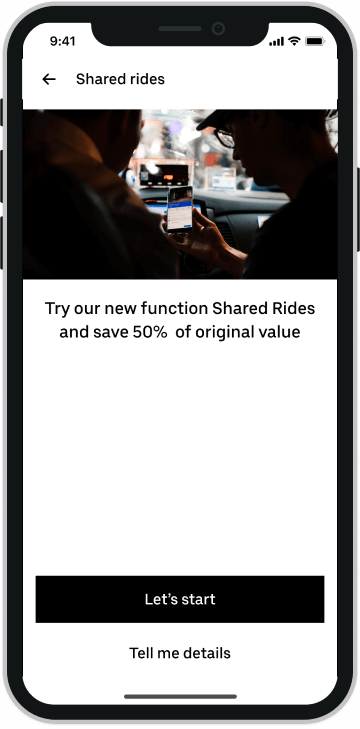 9:41
Shared rides
Try our new function Shared Rides
and save 50% of original value
Let's start
Tell me details